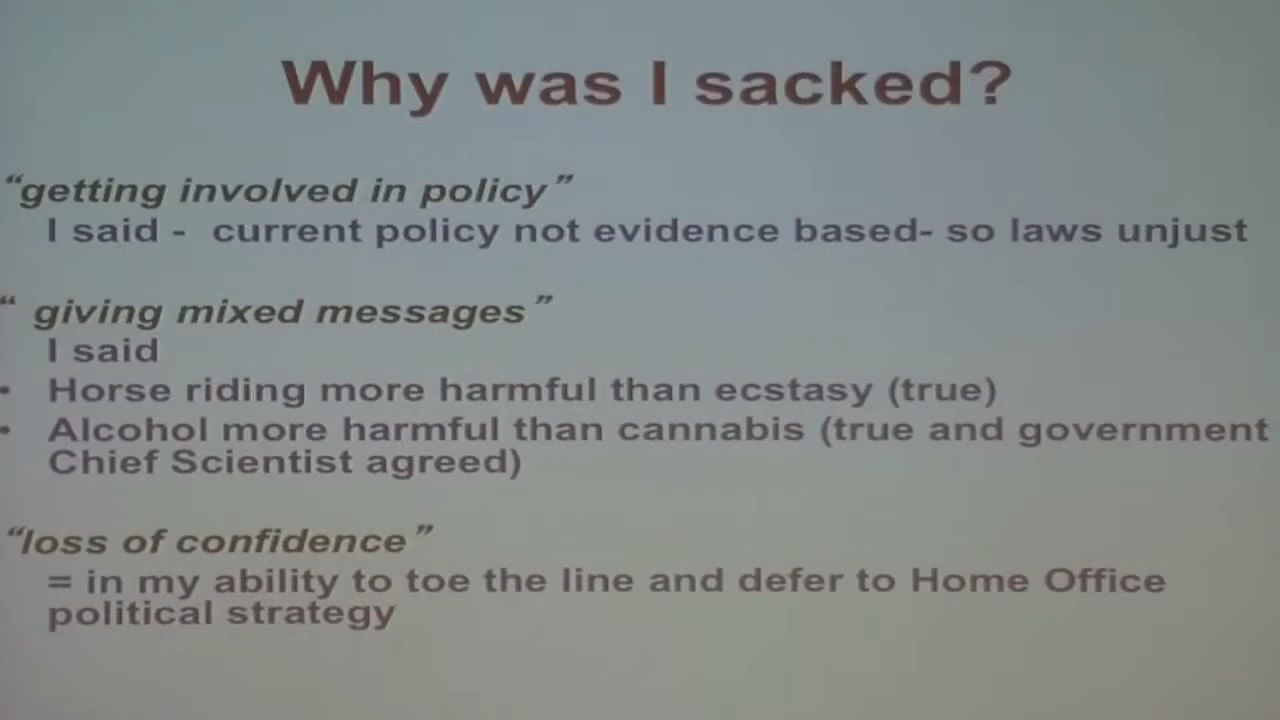 Why was I sacked?
“getting involved in policy”
I said - current policy not evidence based- so laws unjust
“ giving mixed messages”
I said
• Horse riding more harmful than ecstasy (true)
• Alcohol more harmful than cannabis (true and government
Chief Scientist agreed)
“loss of confidence”
= in my ability to toe the line and defer to Home Office
political strategy